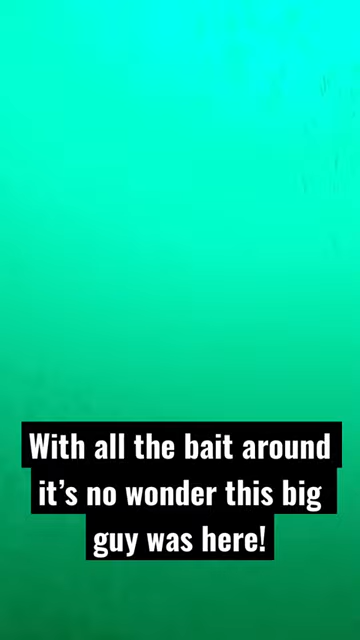 With all the bait around
it’s no wonder this big
guy was here!